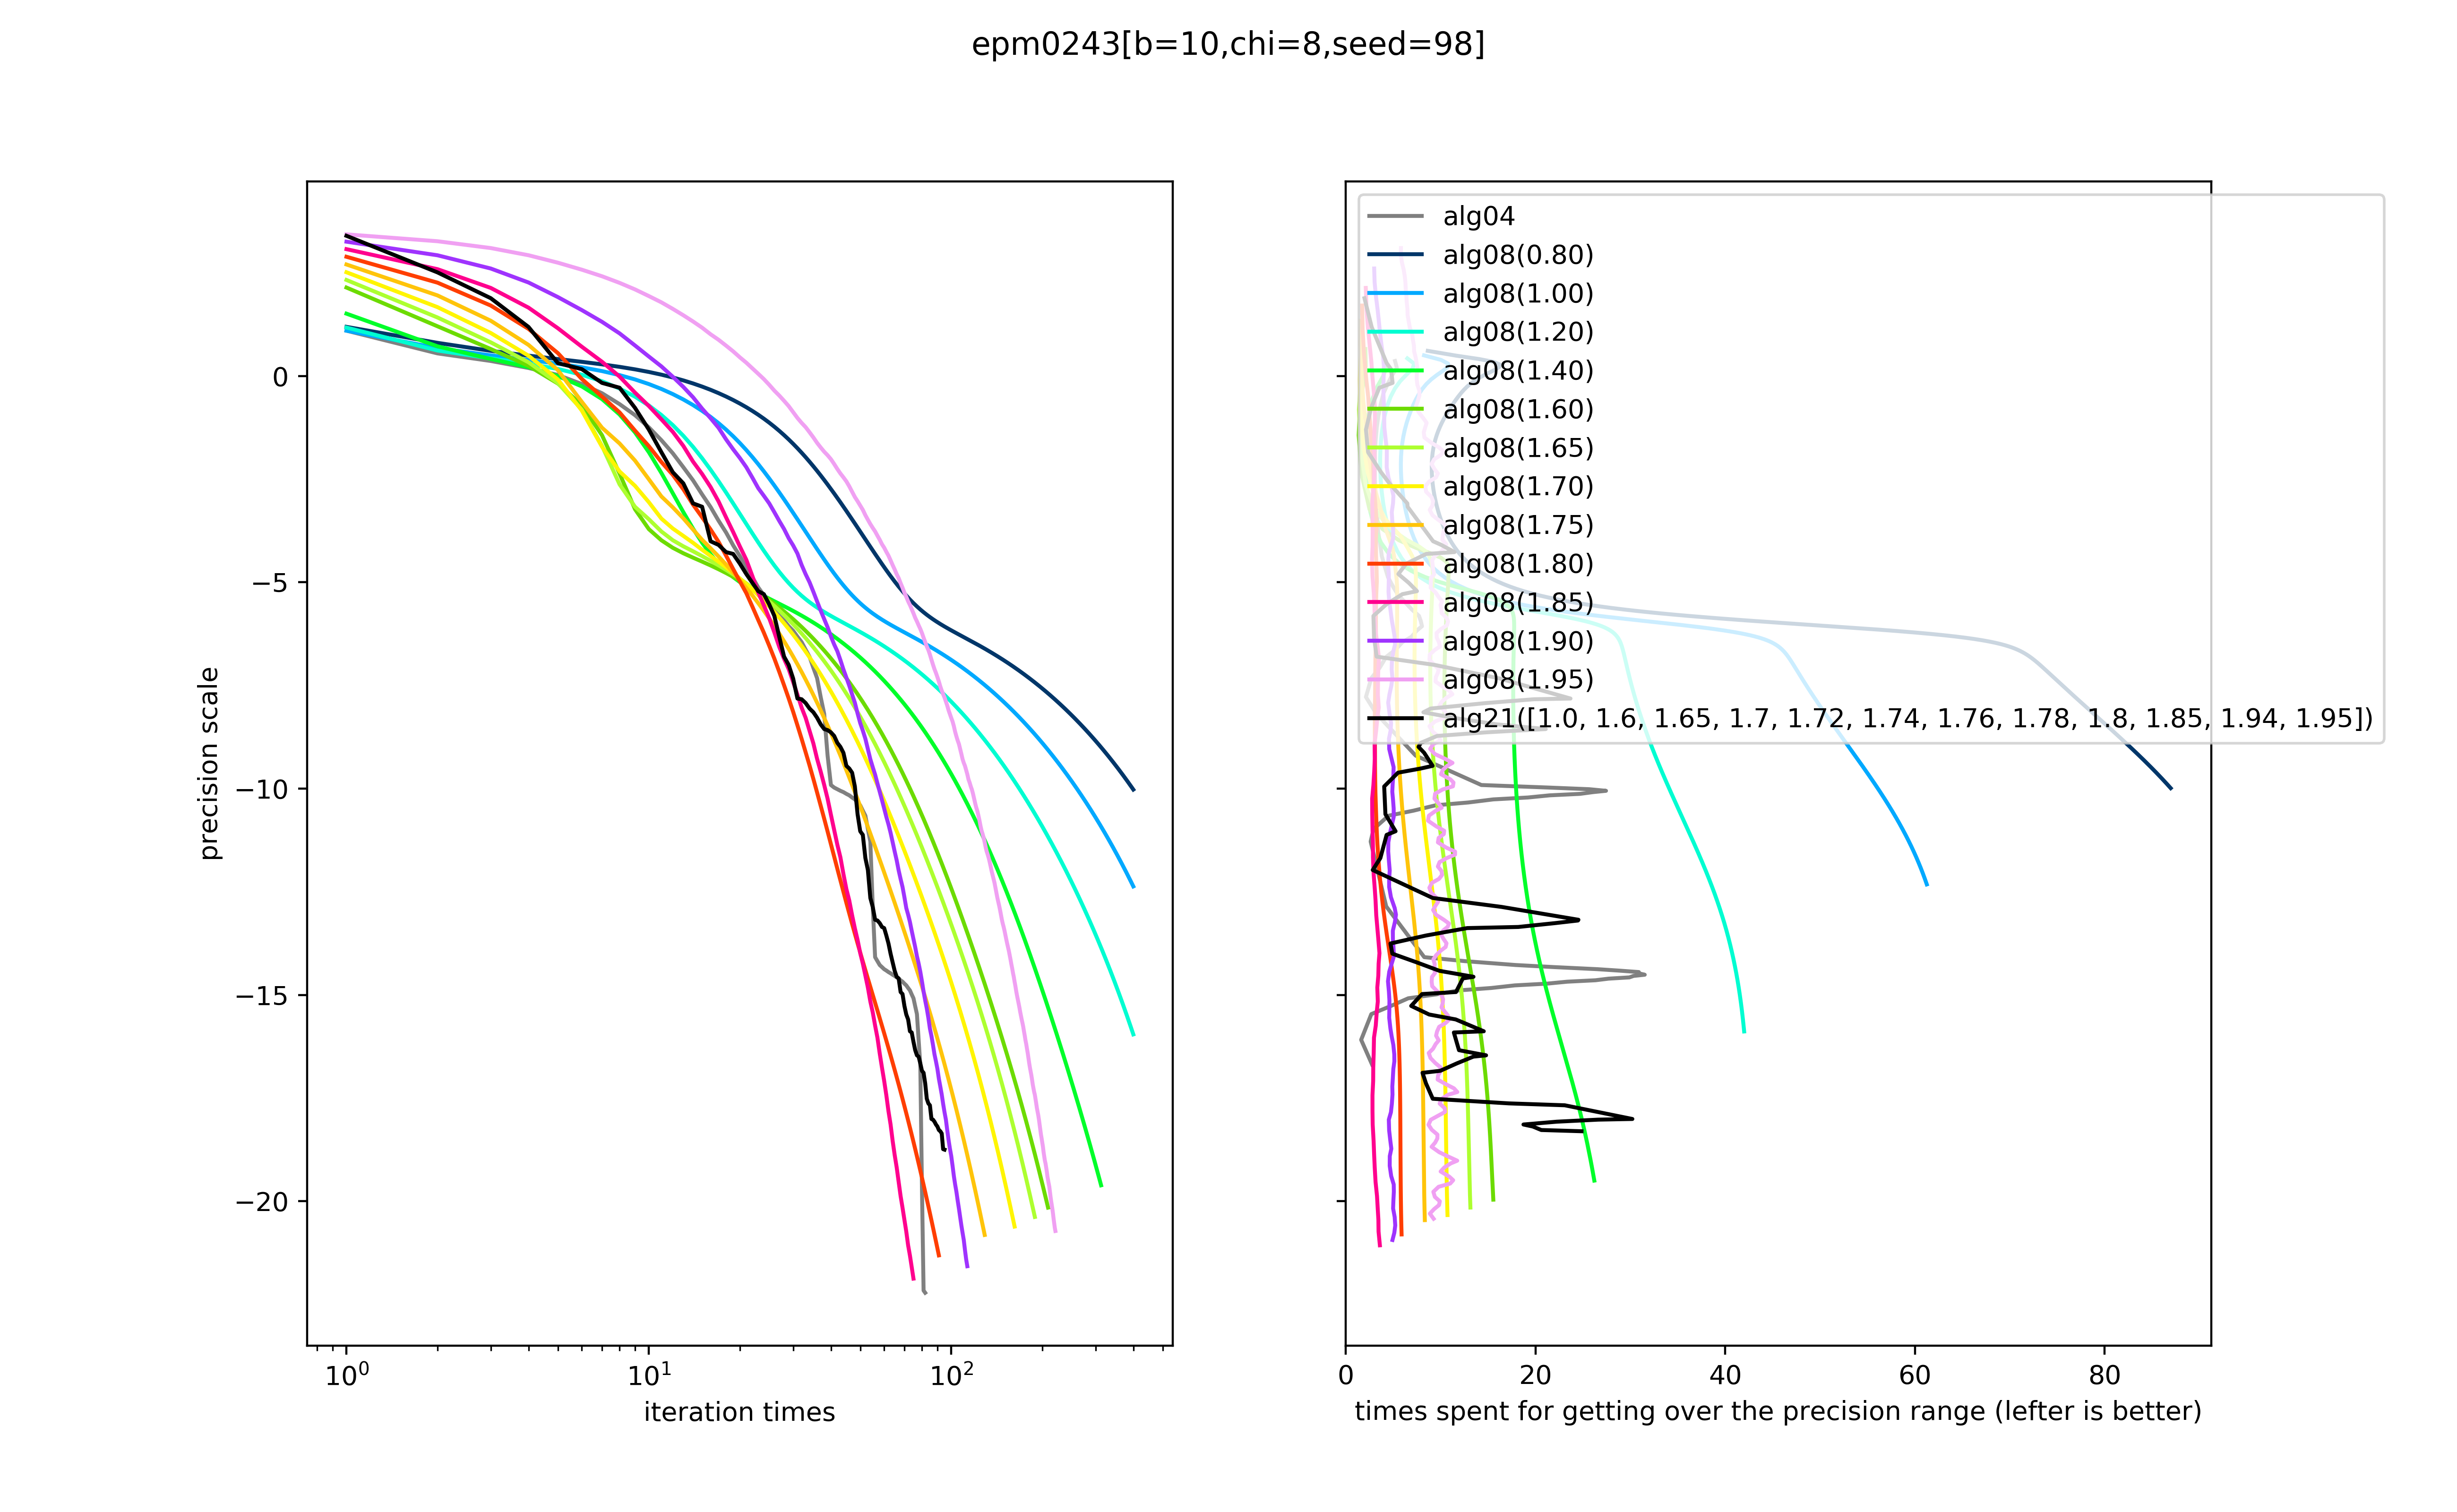 epm0243[b=10,chi=8,seed=98]
precision scale
0
−5
−10
−15
−20
10⁰ 10¹ 10²
iteration times
alg04
alg08(0.80)
alg08(1.00)
alg08(1.20)
alg08(1.40)
alg08(1.60)
alg08(1.65)
alg08(1.70)
alg08(1.75)
alg08(1.80)
alg08(1.85)
alg08(1.90)
alg08(1.95)
alg21([1.0, 1.6, 1.65, 1.7, 1.72, 1.74, 1.76, 1.78, 1.8, 1.85, 1.94, 1.95])
0 20 40 60 80
times spent for getting over the precision range (lefter is better)